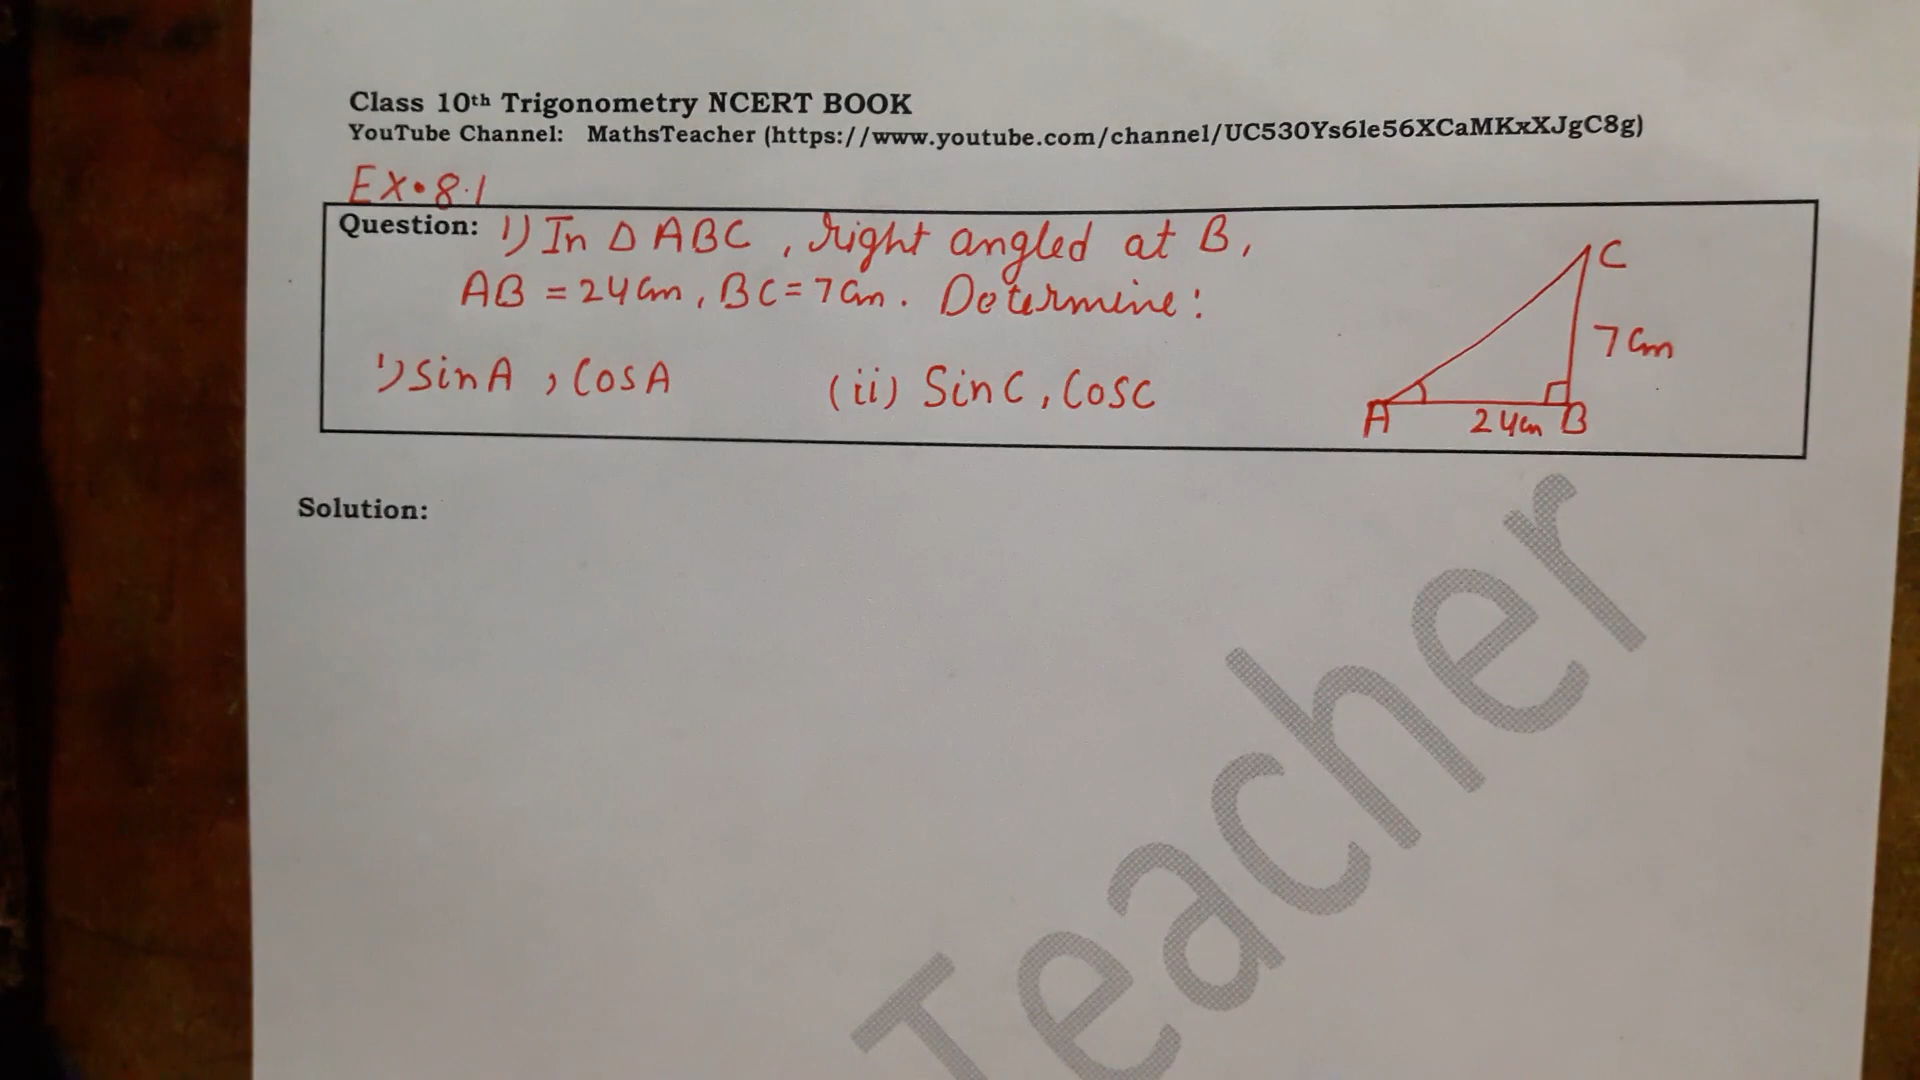 Class 10th Trigonometry NCERT BOOK
YouTube Channel: MathsTeacher (https://www.youtube.com/channel/UC530Ys6le56XCaMKxXJgC8g)
EX.8.1
Question: 1) In Δ ABC, right angled at B,
AB = 24cm, BC = 7cm. Determine:
i) sinA, CosA (ii) SinC, CosC
C
7cm
A 24cm B
Solution:
Teacher